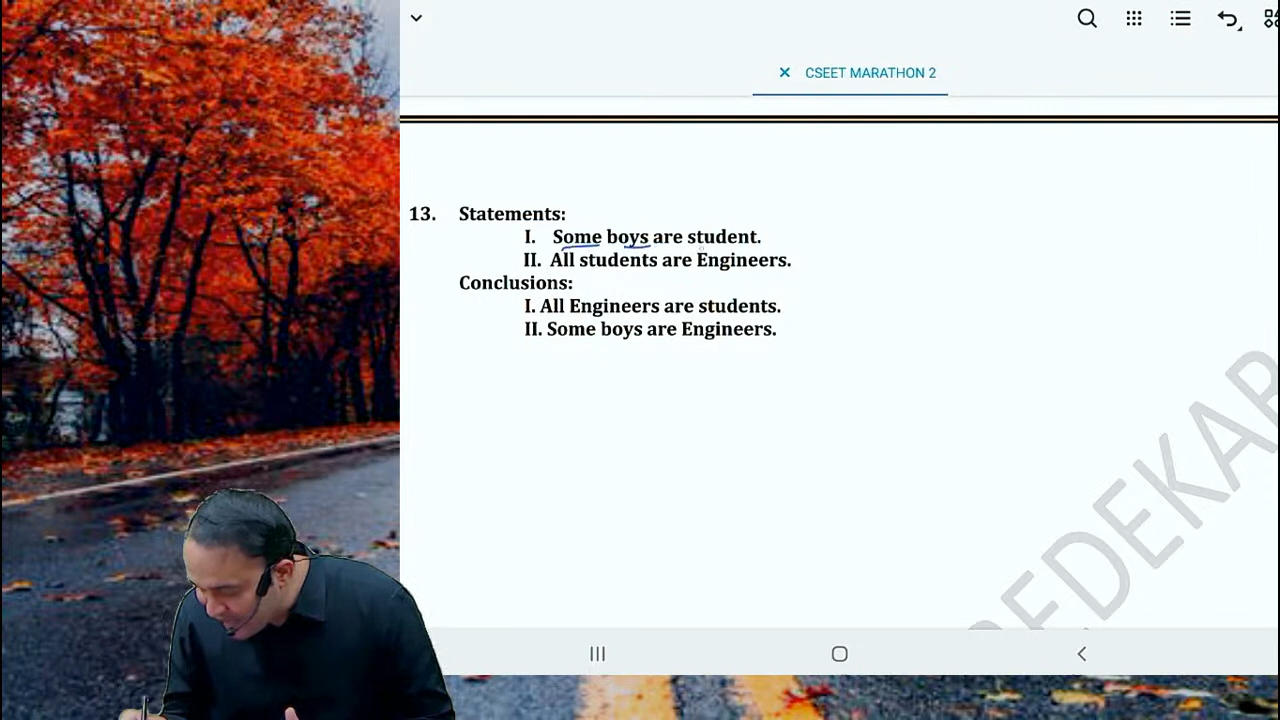 CSEET MARATHON 2
13. Statements:
I. Some boys are student.
II. All students are Engineers.
Conclusions:
I. All Engineers are students.
II. Some boys are Engineers.